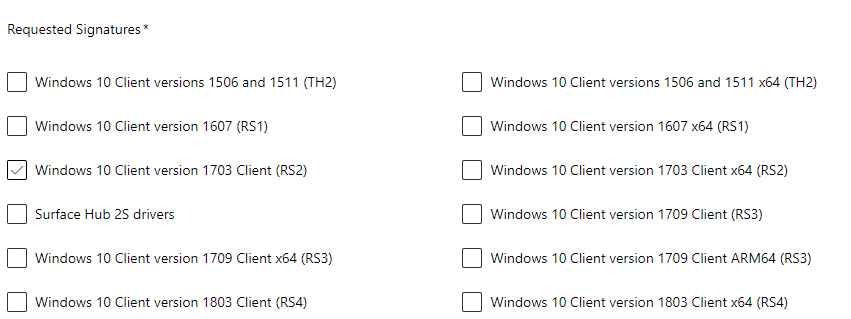 Requested Signatures*
Windows 10 Client versions 1506 and 1511 (TH2)
Windows 10 Client versions 1506 and 1511 x64 (TH2)
Windows 10 Client version 1607 (RS1)
Windows 10 Client version 1607 x64 (RS1)
Windows 10 Client version 1703 Client (RS2)
Windows 10 Client version 1703 Client x64 (RS2)
Surface Hub 2S drivers
Windows 10 Client version 1709 Client (RS3)
Windows 10 Client version 1709 Client x64 (RS3)
Windows 10 Client version 1709 Client ARM64 (RS3)
Windows 10 Client version 1803 Client (RS4)
Windows 10 Client version 1803 Client x64 (RS4)